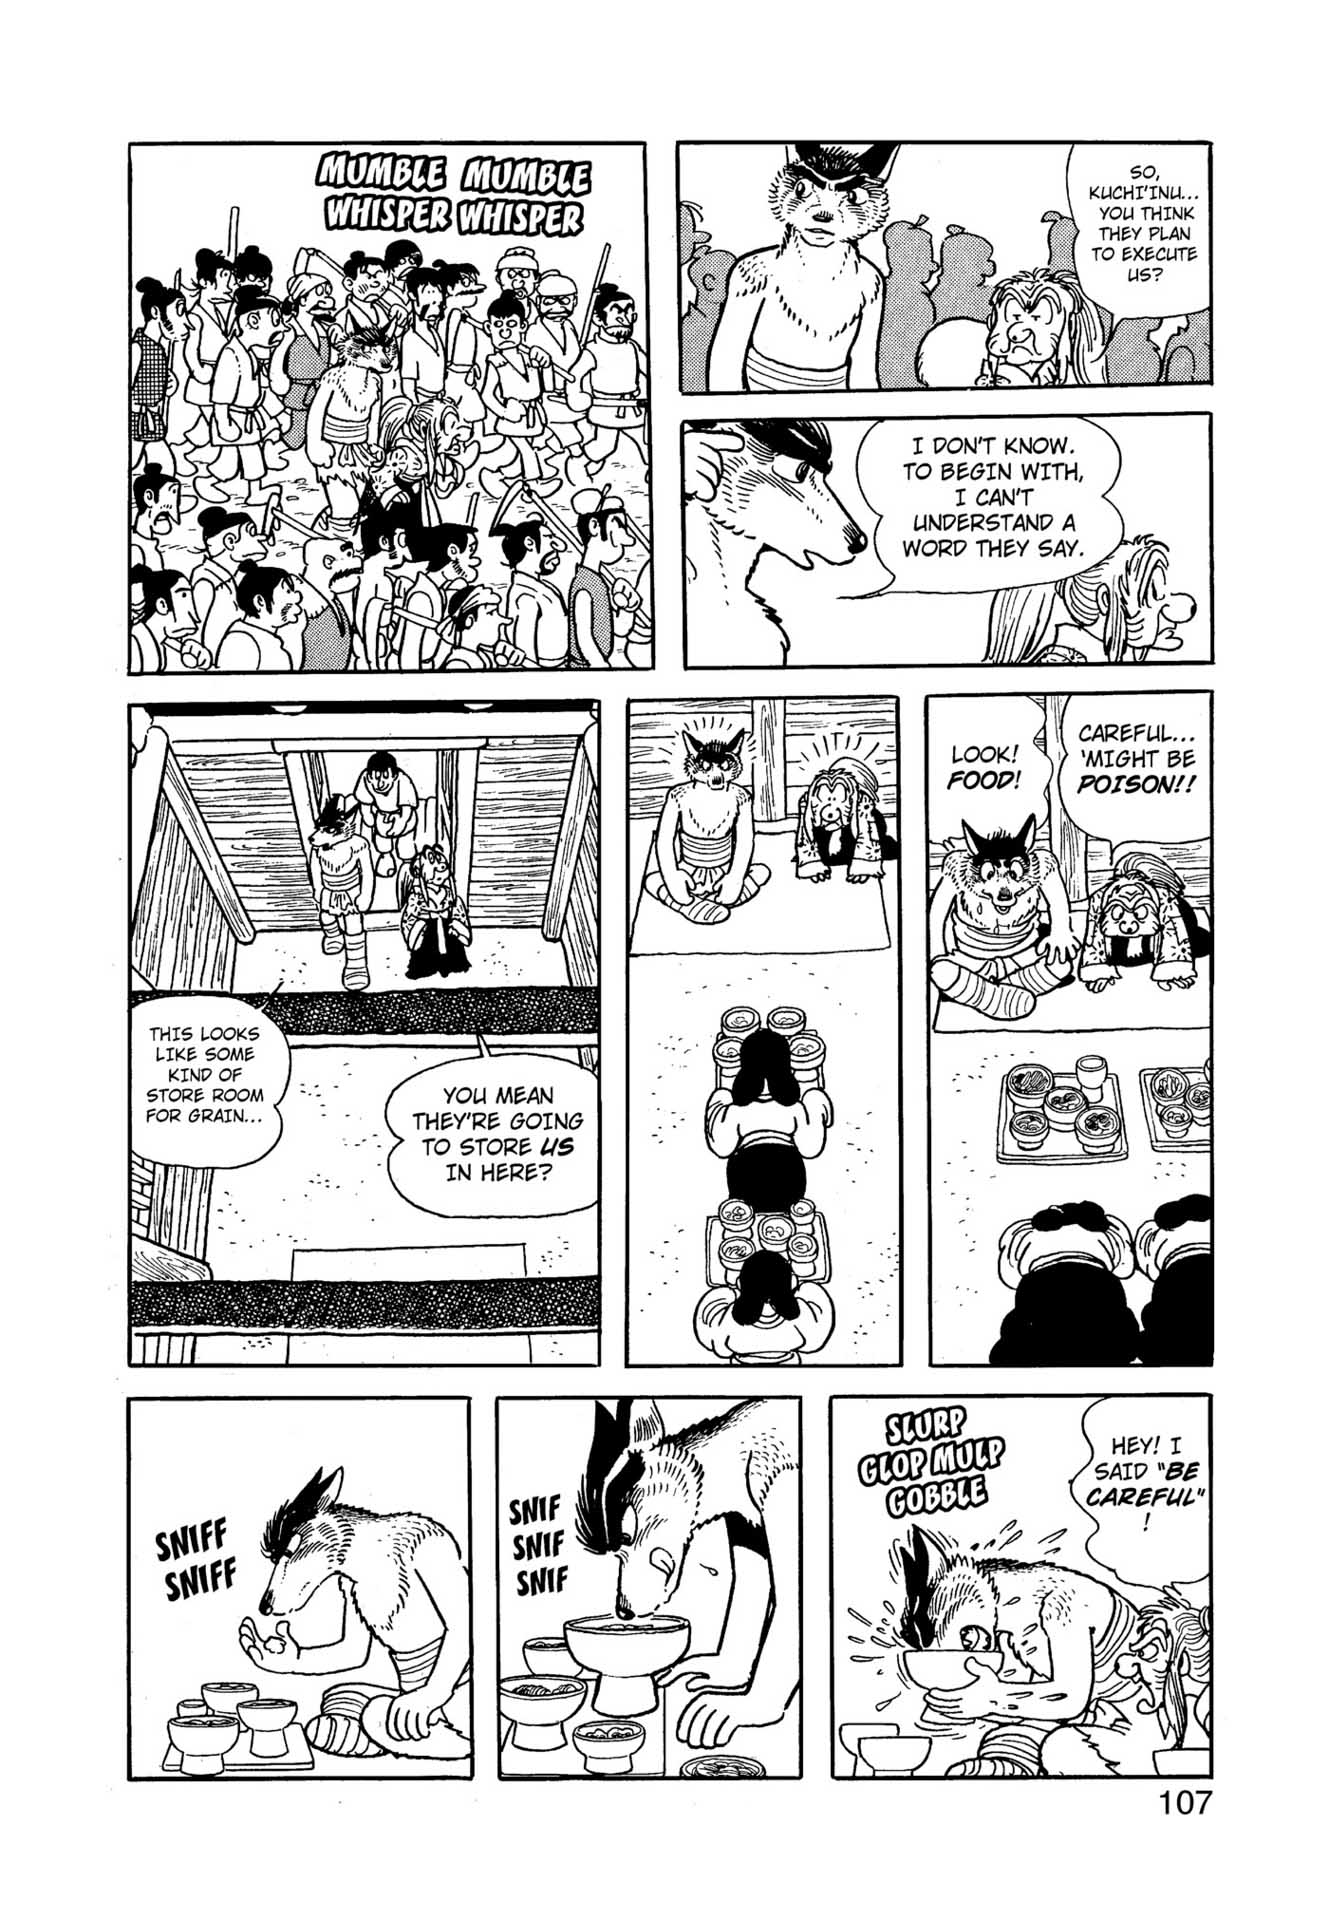 MUMBLE MUMBLE
WHISPER WHISPER
SO,
KUCHI'INU...
YOU THINK
THEY PLAN
TO EXECUTE
US?
I DON'T KNOW.
TO BEGIN WITH,
I CAN'T
UNDERSTAND A
WORD THEY SAY.
THIS LOOKS
LIKE SOME
KIND OF
STORE ROOM
FOR GRAIN...
YOU MEAN
THEY'RE GOING
TO STORE US
IN HERE?
LOOK!
FOOD!
CAREFUL...
'MIGHT BE
POISON!!
SNIFF
SNIFF
SNIF
SNIF
SNIF
SLURP
GLOP MULP
GOBBLE
HEY! I
SAID "BE
CAREFUL"
!
107